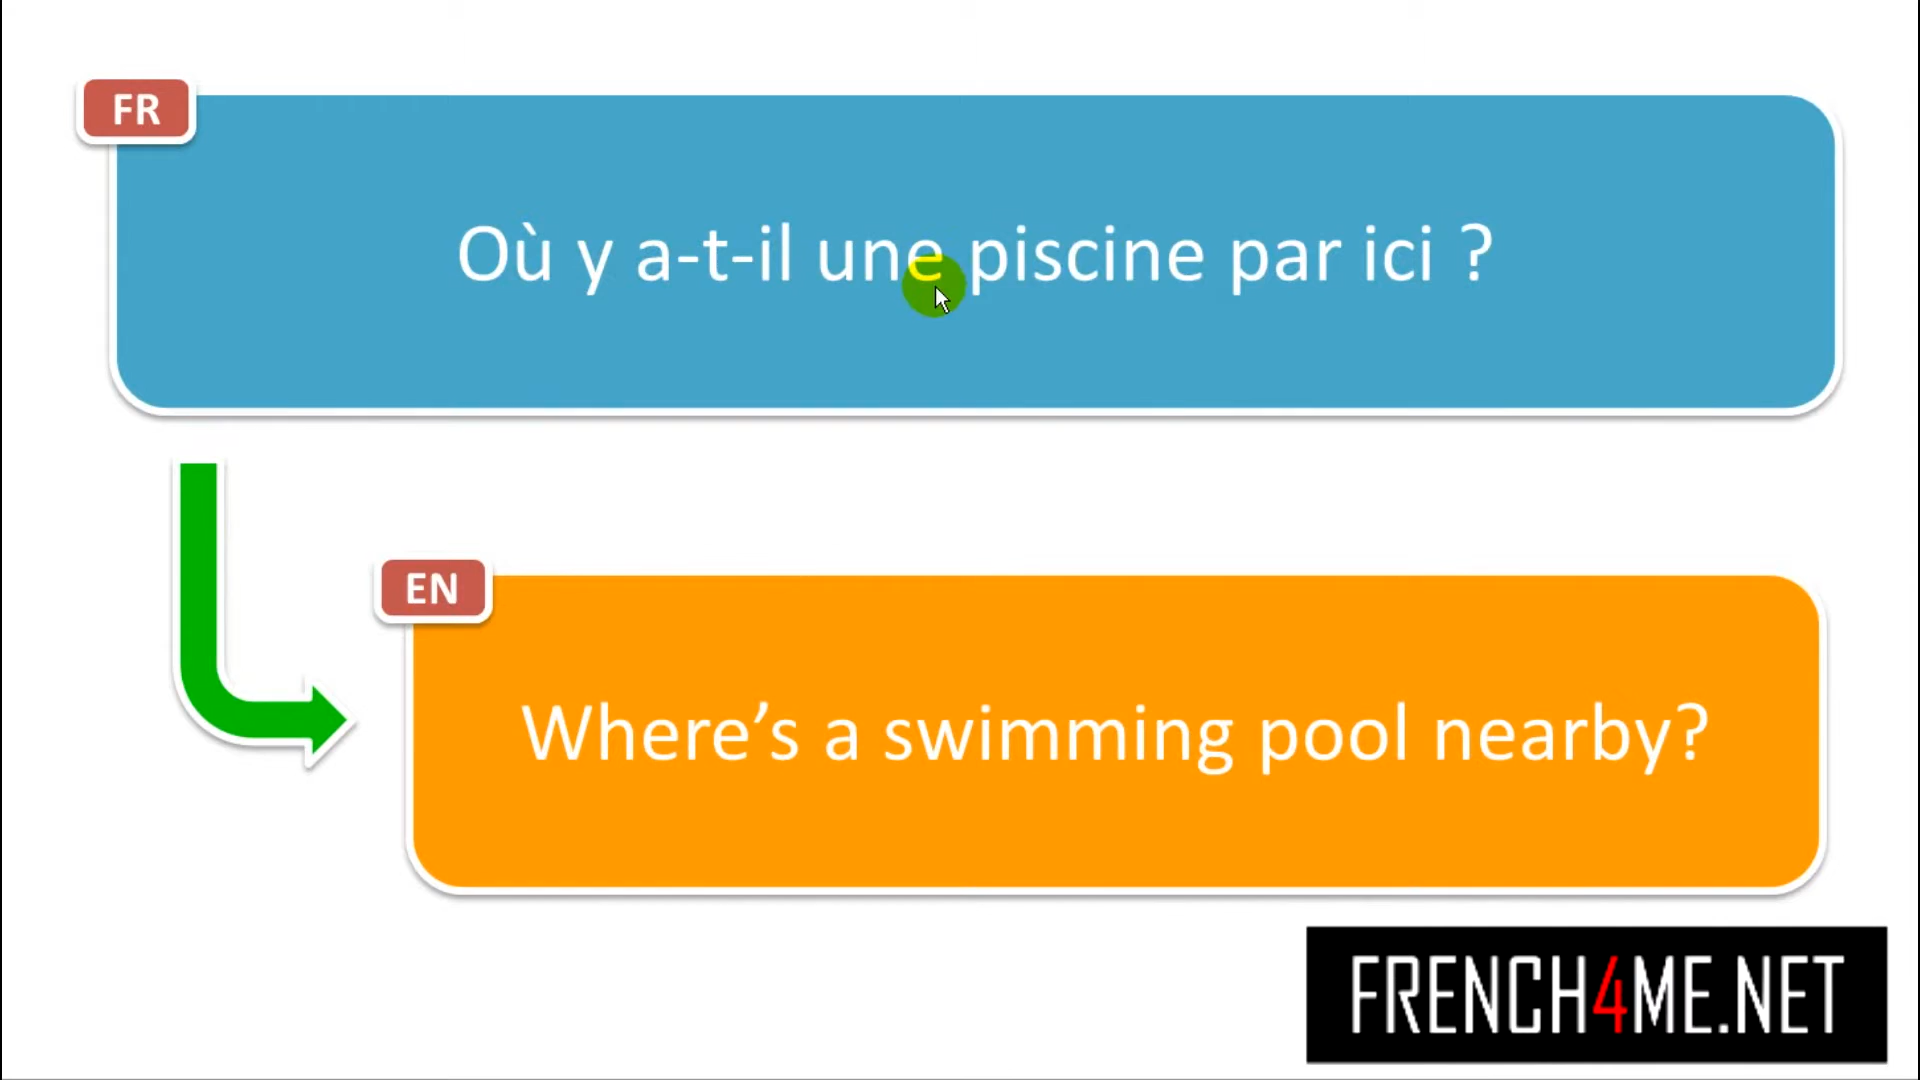 FR
Où y a-t-il une piscine par ici ?
EN
Where’s a swimming pool nearby?
FRENCH4ME.NET